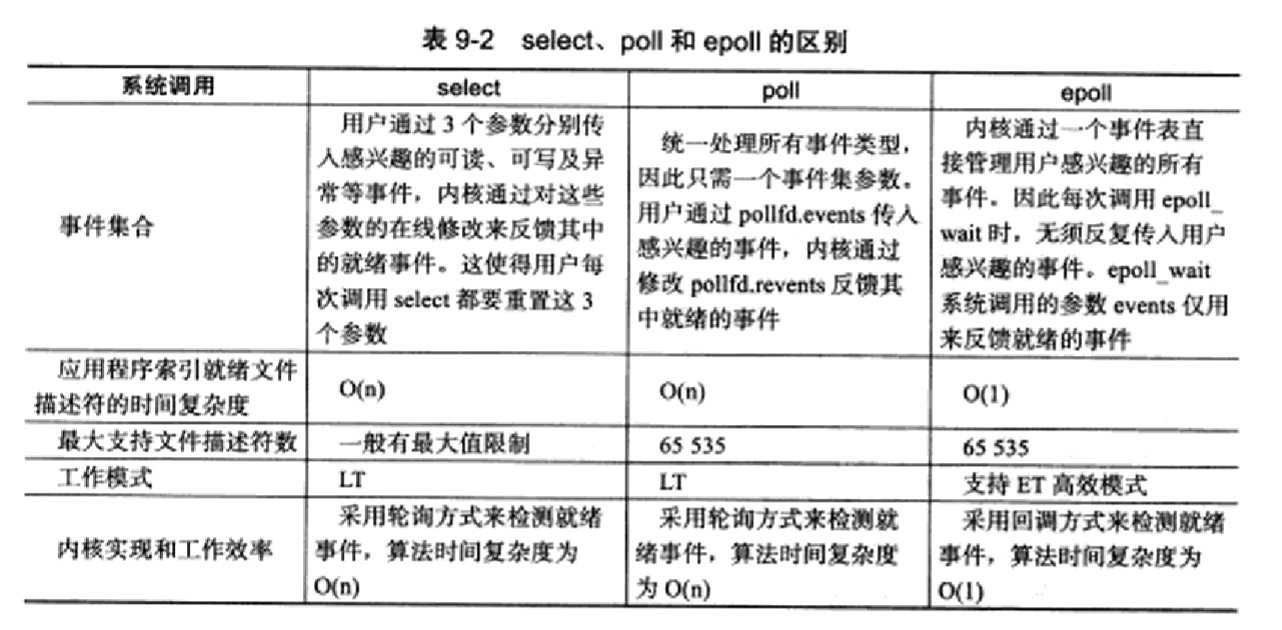 表 9-2 select、poll 和 epoll 的区别
系统调用
select
poll
epoll
事件集合
用户通过 3 个参数分别传
入感兴趣的可读、可写及异
常等事件，内核通过对这些
参数的在线修改来反馈其中
的就绪事件。这使得用户每
次调用 select 都要重置这 3
个参数
统一处理所有事件类型，
因此只需一个事件集参数。
用户通过 pollfd.events 传入
感兴趣的事件，内核通过
修改 pollfd.revents 反馈其
中就绪的事件
内核通过一个事件表直
接管理用户感兴趣的所有
事件。因此每次调用 epoll_
wait 时，无须反复传入用户
感兴趣的事件。epoll_wait
系统调用的参数 events 仅用
来反馈就绪的事件
应用程序索引就绪文件
描述符的时间复杂度
O(n)
O(n)
O(1)
最大支持文件描述符数
一般有最大值限制
65 535
65 535
工作模式
LT
LT
支持 ET 高效模式
内核实现和工作效率
采用轮询方式来检测就绪
事件，算法时间复杂度为
O(n)
采用轮询方式来检测就
绪事件，算法时间复杂度
为 O(n)
采用回调方式来检测就绪
事件，算法时间复杂度为
O(1)